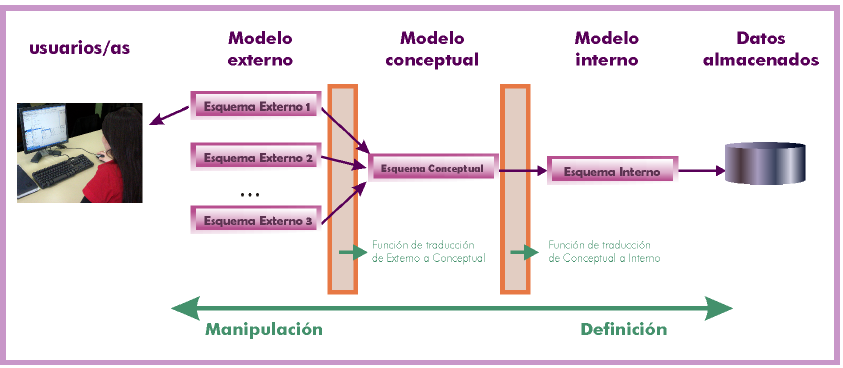 usuarios/as
Modelo
externo
Modelo
conceptual
Modelo
interno
Datos
almacenados
Esquema Externo 1
Esquema Externo 2
...
Esquema Externo 3
Esquema Conceptual
Esquema Interno
Función de traducción
de Externo a Conceptual
Función de traducción
de Conceptual a Interno
Manipulación
Definición